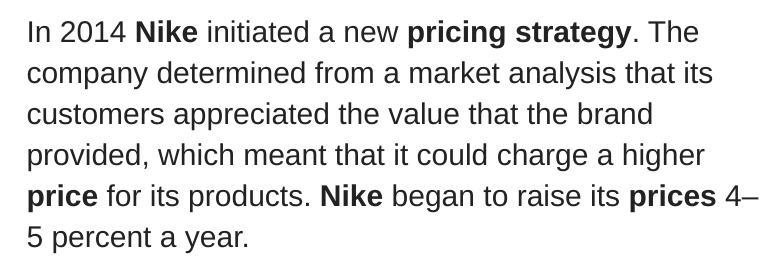 In 2014 Nike initiated a new pricing strategy. The
company determined from a market analysis that its
customers appreciated the value that the brand
provided, which meant that it could charge a higher
price for its products. Nike began to raise its prices 4–
5 percent a year.